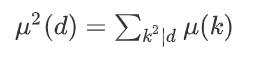 μ²(d) = ∑ₖ²|d μ(k)